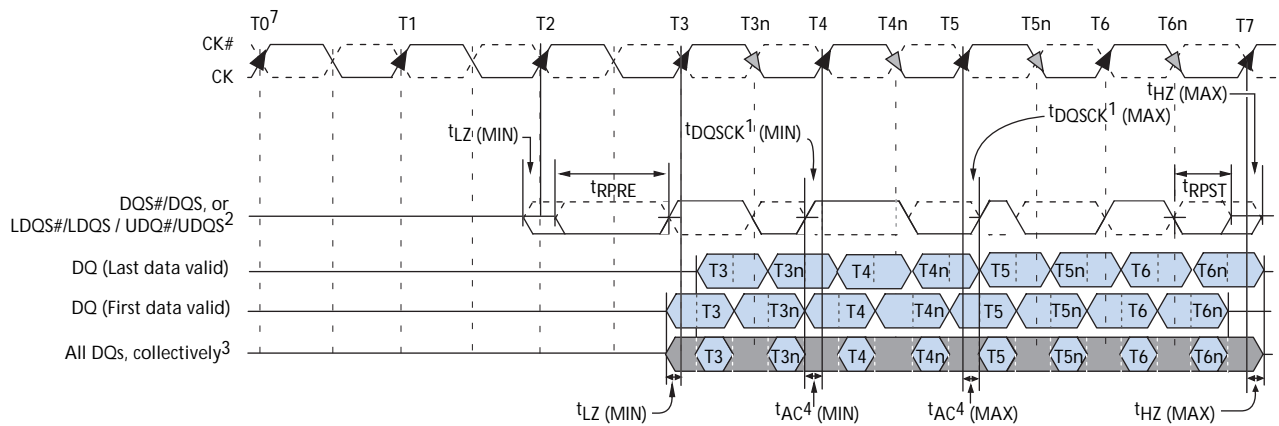 T0⁷ T1 T2 T3 T3n T4 T4n T5 T5n T6 T6n T7
CK#
CK
tHZ (MAX)
tDQSCK¹ (MAX)
tLZ (MIN)
tDQSCK¹ (MIN)
tRPRE
tRPST
DQS#/DQS, or
LDQS#/LDQS / UDQ#/UDQS²
DQ (Last data valid)
T3 T3n T4 T4n T5 T5n T6 T6n
DQ (First data valid)
T3 T3n T4 T4n T5 T5n T6 T6n
All DQs, collectively³
T3 T3n T4 T4n T5 T5n T6 T6n
tLZ (MIN)
tAC⁴ (MIN)
tAC⁴ (MAX)
tHZ (MAX)